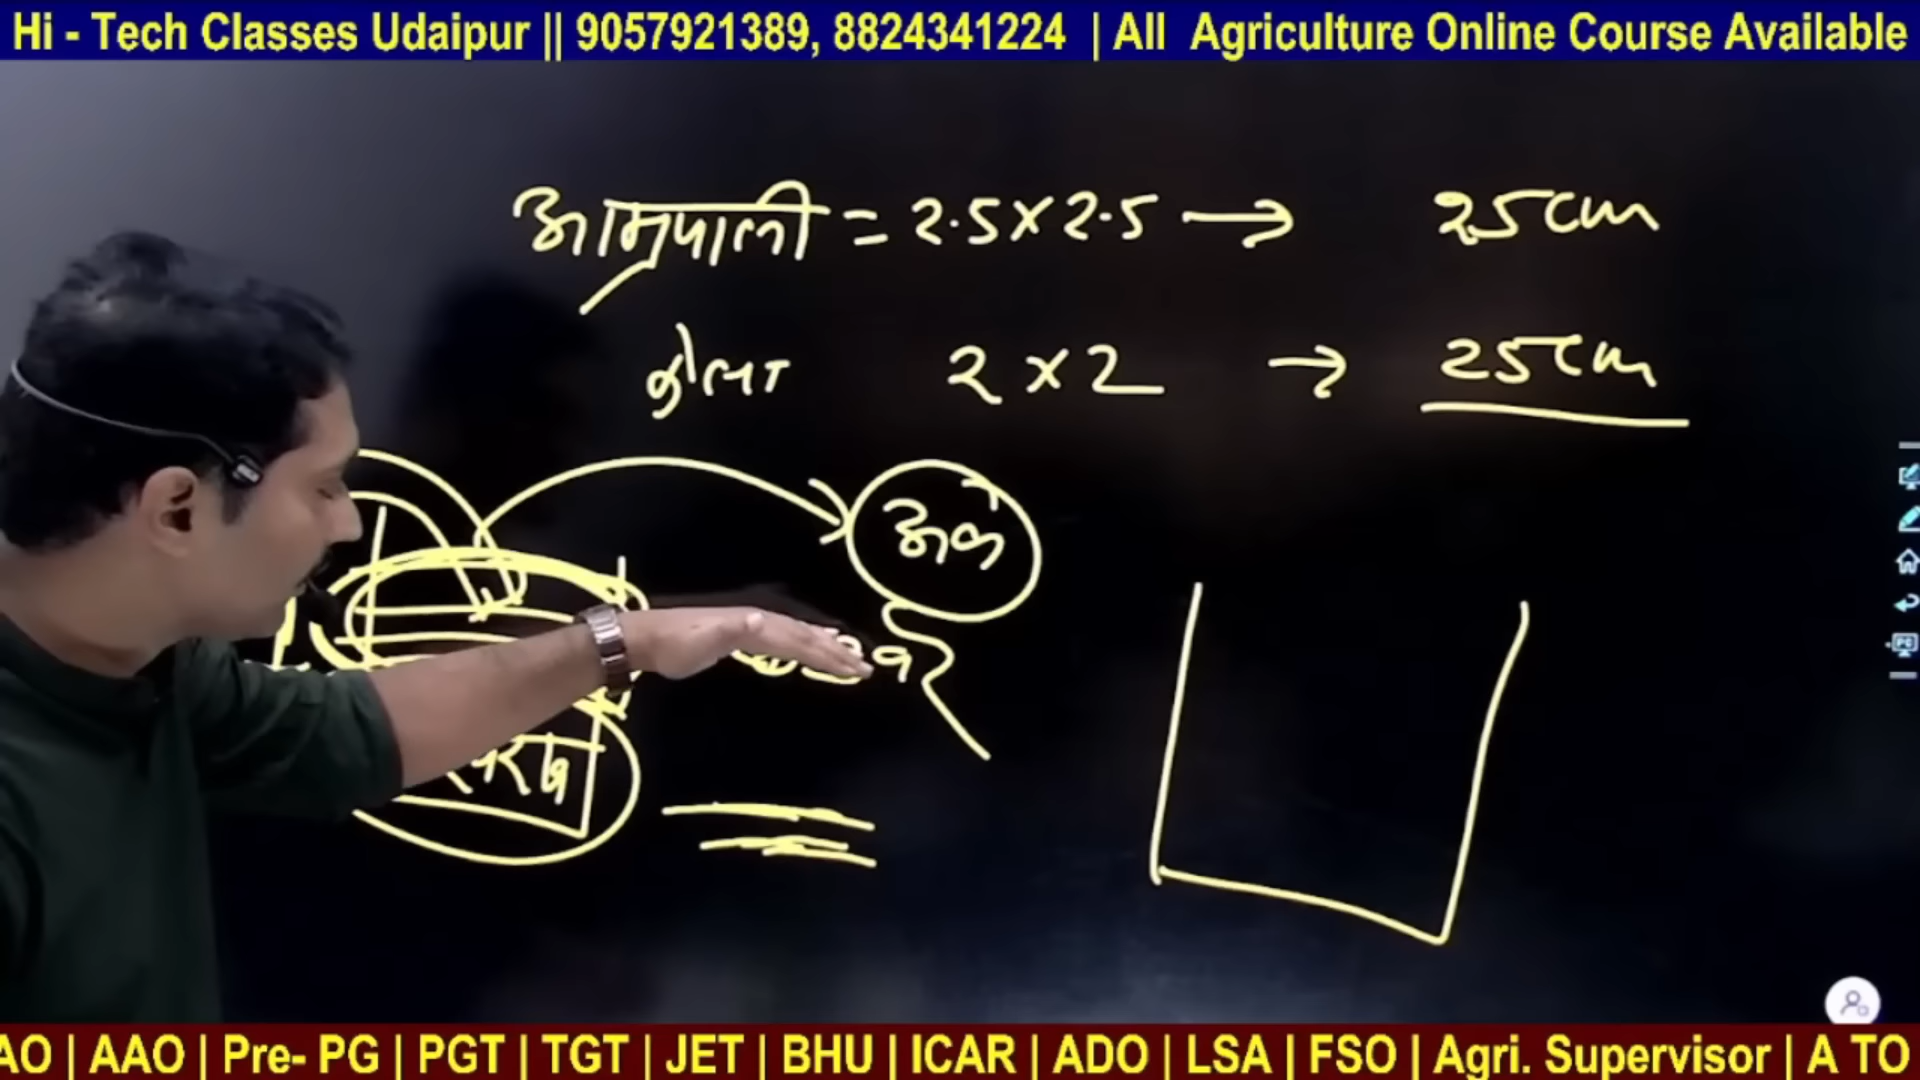 Hi - Tech Classes Udaipur || 9057921389, 8824341224 | All Agriculture Online Course Available
आम्रपाली = 2.5 × 2.5 → 25 cm
केला 2 × 2 → 25 cm
AO | AAO | Pre- PG | PGT | TGT | JET | BHU | ICAR | ADO | LSA | FSO | Agri. Supervisor | A TO